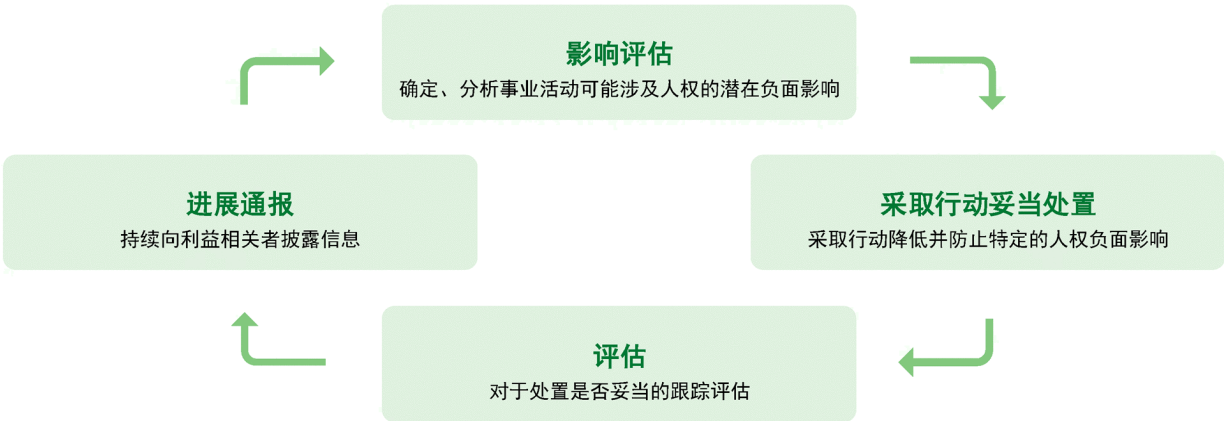 影响评估
确定、分析事业活动可能涉及人权的潜在负面影响
进展通报
持续向利益相关者披露信息
采取行动妥当处置
采取行动降低并防止特定的人权负面影响
评估
对于处置是否妥当的跟踪评估